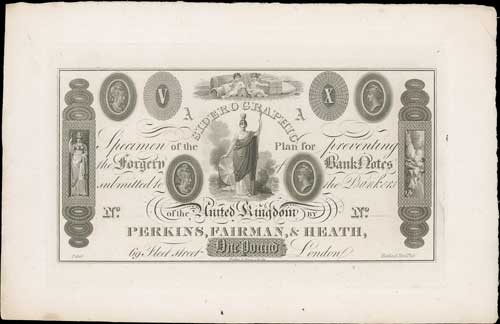 V X
A A
SIDEROGRAPHIC
Specimen of the Plan for preventing
the Forgery of Bank Notes
submitted to the Bankers
No. No.
of the United Kingdom BY
PERKINS, FAIRMAN, & HEATH,
69 Fleet Street One Pound London